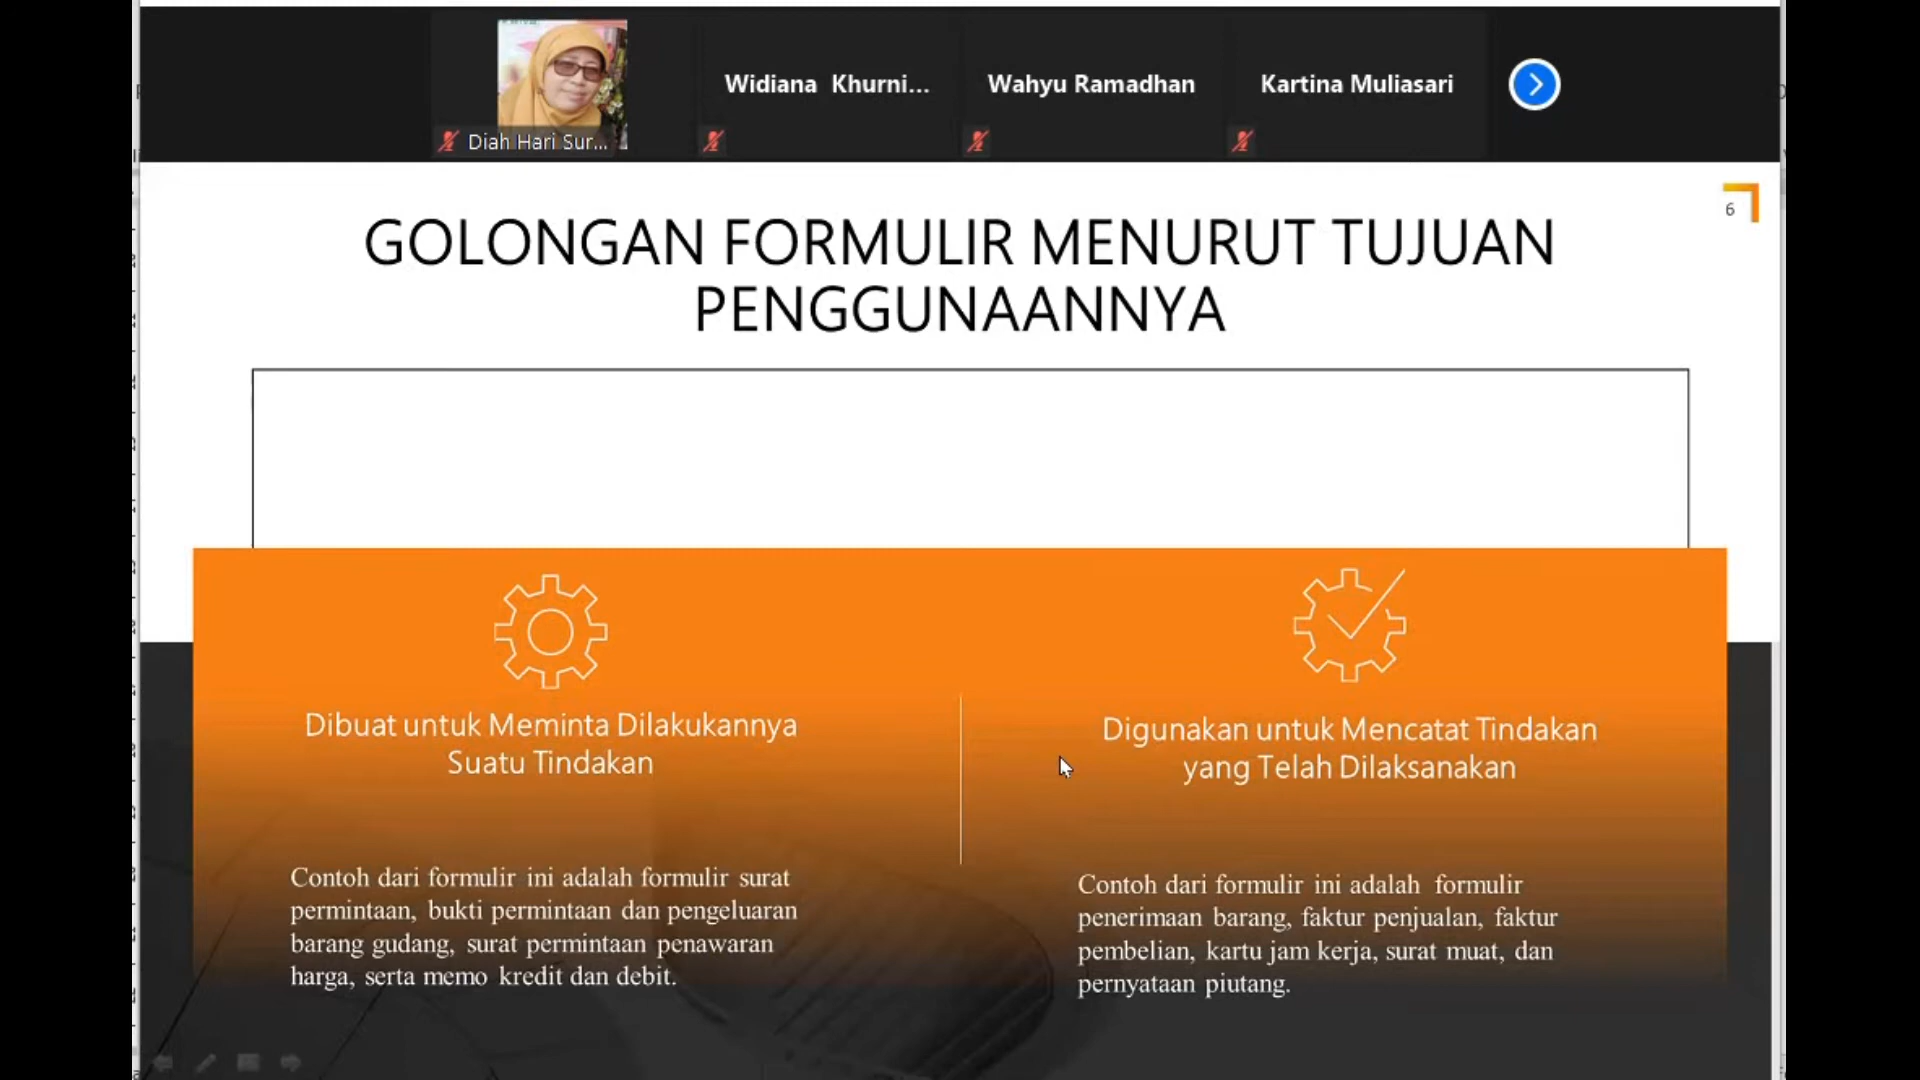 Diah Hari Sur...
Widiana Khurni...
Wahyu Ramadhan
Kartina Muliasari
6
GOLONGAN FORMULIR MENURUT TUJUAN
PENGGUNAANNYA
Dibuat untuk Meminta Dilakukannya
Suatu Tindakan
Contoh dari formulir ini adalah formulir surat
permintaan, bukti permintaan dan pengeluaran
barang gudang, surat permintaan penawaran
harga, serta memo kredit dan debit.
Digunakan untuk Mencatat Tindakan
yang Telah Dilaksanakan
Contoh dari formulir ini adalah formulir
penerimaan barang, faktur penjualan, faktur
pembelian, kartu jam kerja, surat muat, dan
pernyataan piutang.